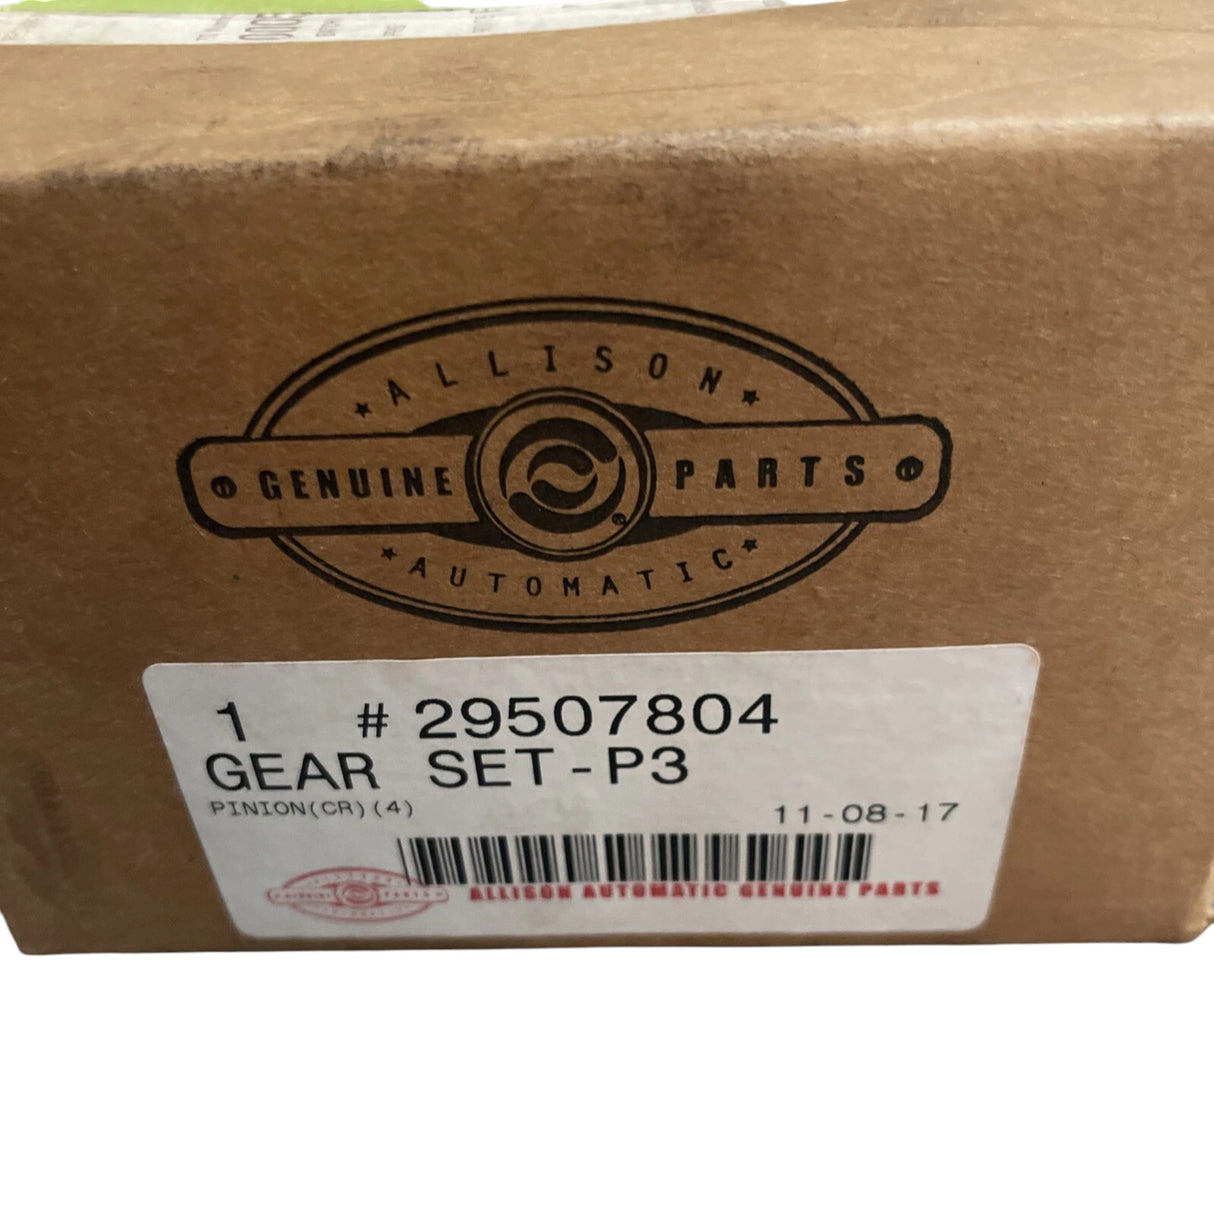 ALLISON
GENUINE PARTS
AUTOMATIC
1 # 29507804
GEAR SET-P3
PINION(CR)(4)
11-08-17
ALLISON AUTOMATIC GENUINE PARTS